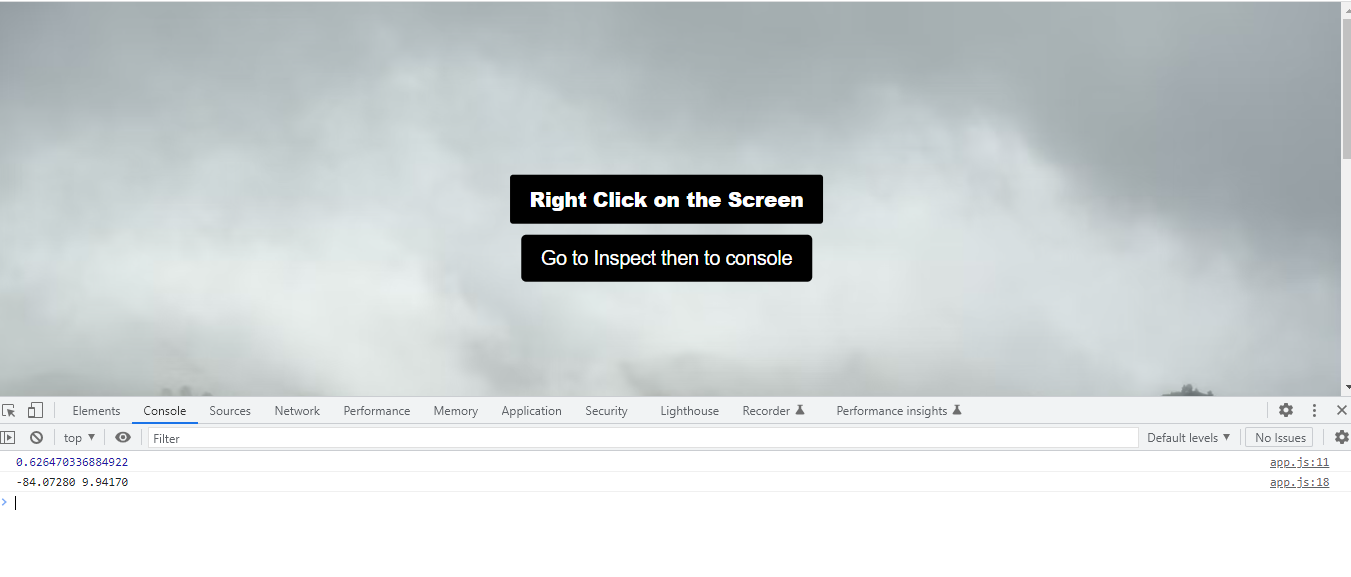 Right Click on the Screen
Go to Inspect then to console
Elements Console Sources Network Performance Memory Application Security Lighthouse Recorder Performance insights
top Filter Default levels No Issues
0.626470336884922 app.js:11
-84.07280 9.94170 app.js:18